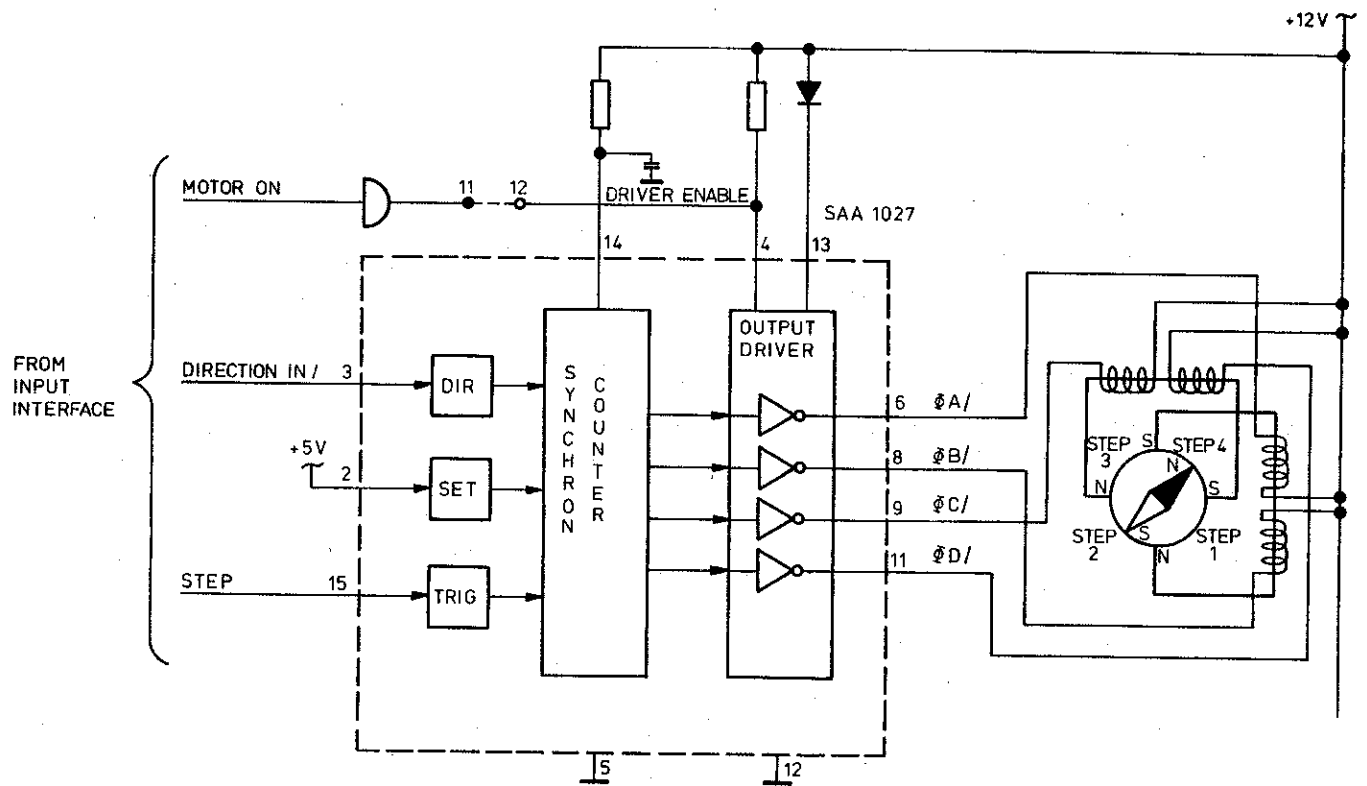 +12V
MOTOR ON
11
12
DRIVER ENABLE
SAA 1027
14
4
13
FROM
INPUT
INTERFACE
DIRECTION IN/
3
DIR
SYNCHRON
COUNTER
OUTPUT
DRIVER
6
ΦA/
+5V
2
SET
8
ΦB/
9
ΦC/
STEP
15
TRIG
11
ΦD/
STEP
3
S
STEP4
N
N
S
STEP
2
S
N
STEP
1
5
12